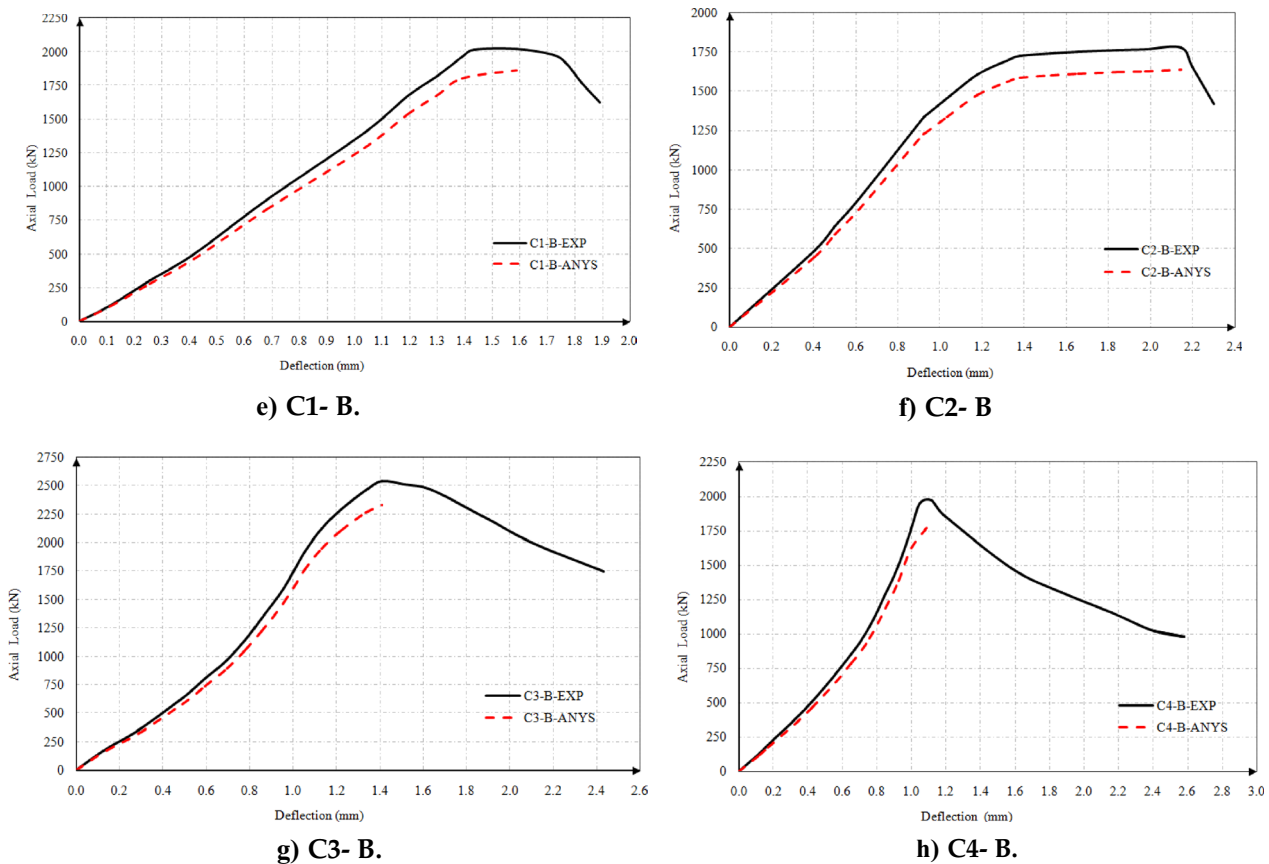 2250
2000
1750
1500
1250
1000
750
500
250
0
Axial Load (kN)
C1-B-EXP
C1-B-ANYS
0.0 0.1 0.2 0.3 0.4 0.5 0.6 0.7 0.8 0.9 1.0 1.1 1.2 1.3 1.4 1.5 1.6 1.7 1.8 1.9 2.0
Deflection (mm)
e) C1- B.
2000
1750
1500
1250
1000
750
500
250
0
Axial Load (kN)
C2-B-EXP
C2-B-ANYS
0.0 0.2 0.4 0.6 0.8 1.0 1.2 1.4 1.6 1.8 2.0 2.2 2.4
Deflection (mm)
f) C2- B
2750
2500
2250
2000
1750
1500
1250
1000
750
500
250
0
Axial Load (kN)
C3-B-EXP
C3-B-ANYS
0.0 0.2 0.4 0.6 0.8 1.0 1.2 1.4 1.6 1.8 2.0 2.2 2.4 2.6
Deflection (mm)
g) C3- B.
2250
2000
1750
1500
1250
1000
750
500
250
0
Axial Load (kN)
C4-B-EXP
C4-B-ANYS
0.0 0.2 0.4 0.6 0.8 1.0 1.2 1.4 1.6 1.8 2.0 2.2 2.4 2.6 2.8 3.0
Deflection (mm)
h) C4- B.